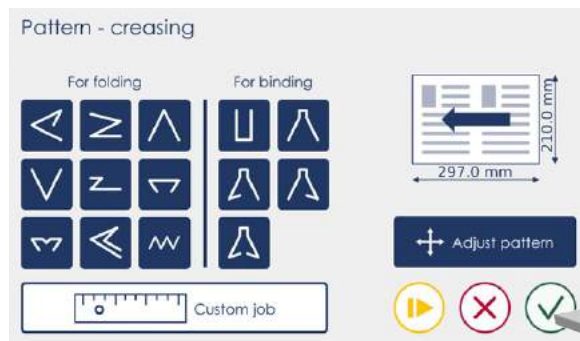 Pattern - creasing
For folding
For binding
210.0 mm
297.0 mm
Adjust pattern
Custom job